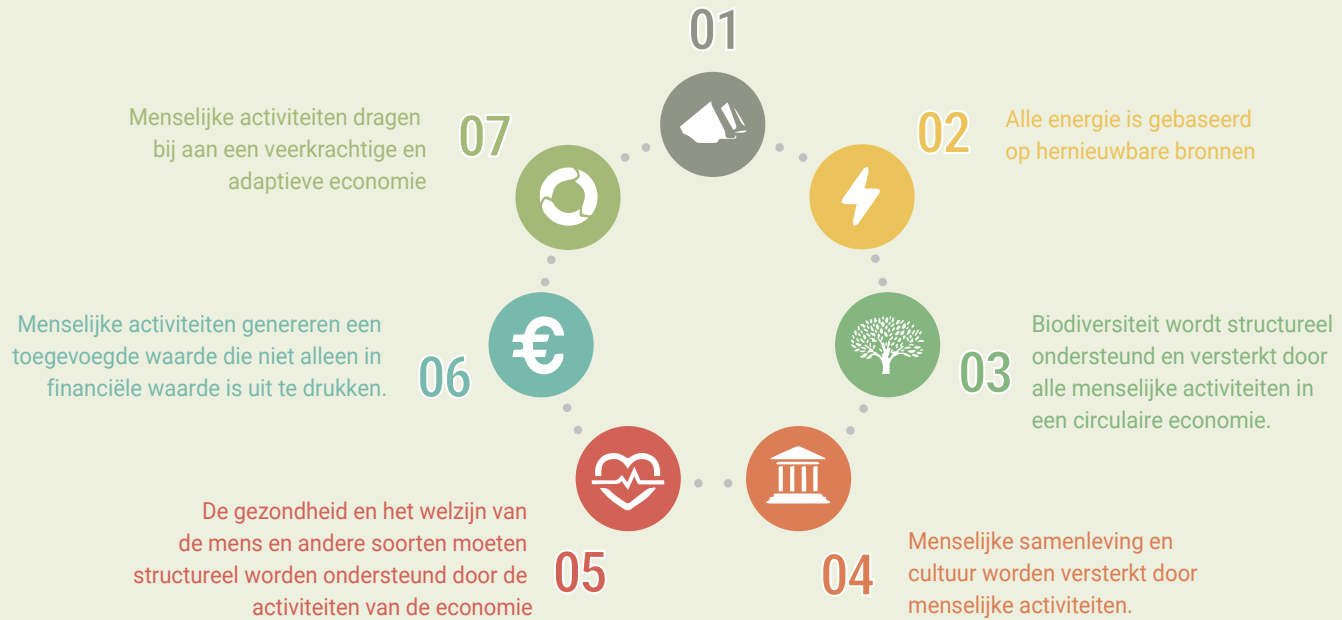 01
02
Alle energie is gebaseerd
op hernieuwbare bronnen
03
Biodiversiteit wordt structureel
ondersteund en versterkt door
alle menselijke activiteiten in
een circulaire economie.
04
Menselijke samenleving en
cultuur worden versterkt door
menselijke activiteiten.
05
De gezondheid en het welzijn van
de mens en andere soorten moeten
structureel worden ondersteund door de
activiteiten van de economie
06
Menselijke activiteiten genereren een
toegevoegde waarde die niet alleen in
financiële waarde is uit te drukken.
07
Menselijke activiteiten dragen
bij aan een veerkrachtige en
adaptieve economie
€